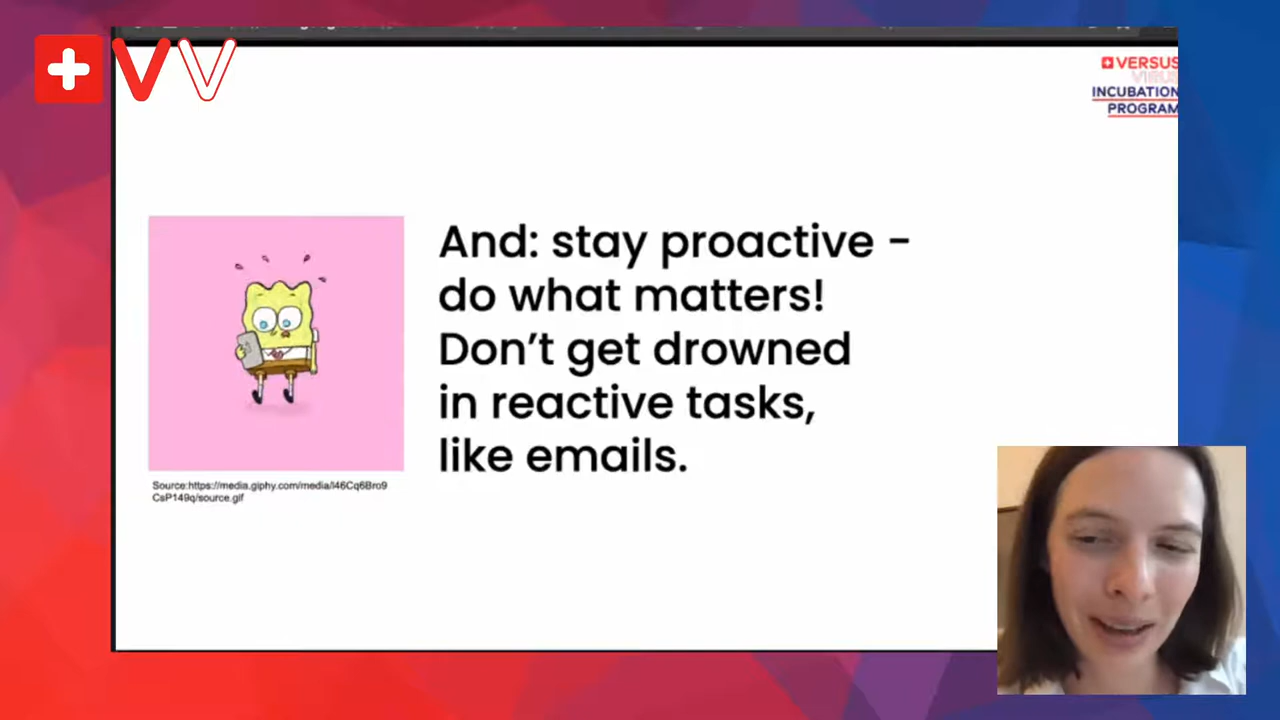 VV
VERSUS
VIRUS
INCUBATION
PROGRAM
And: stay proactive -
do what matters!
Don’t get drowned
in reactive tasks,
like emails.
Source:https://media.giphy.com/media/l46Cq6Bro9
CsP149q/source.gif